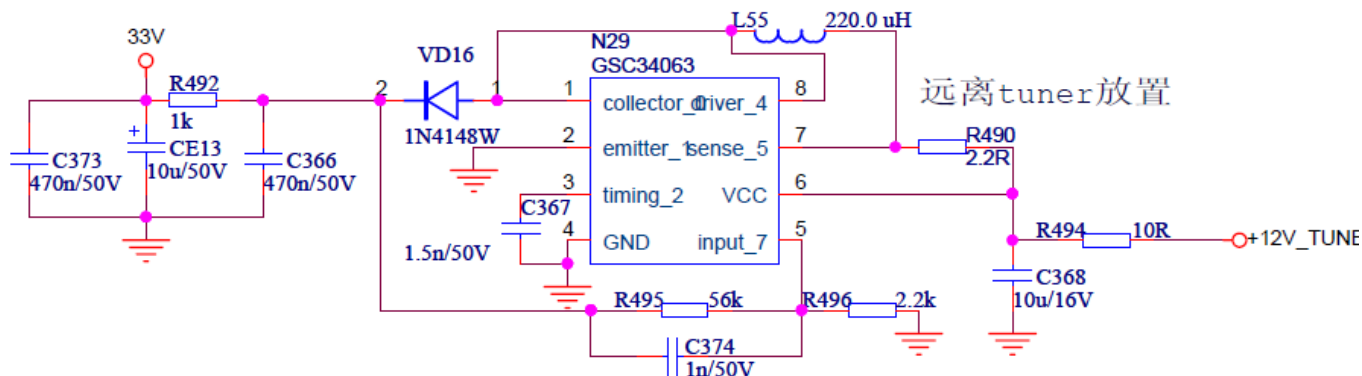 33V
R492
1k
C373
470n/50V
CE13
10u/50V
C366
470n/50V
2
VD16
1
1N4148W
N29
GSC34063
1
2
3
4
8
7
6
5
emitter_1
sense_5
timing_2
VCC
GND
input_7
C367
1.5n/50V
L55
220.0 uH
远离tuner放置
R490
2.2R
R494
10R
+12V_TUNE
C368
10u/16V
R495
56k
R496
2.2k
C374
1n/50V